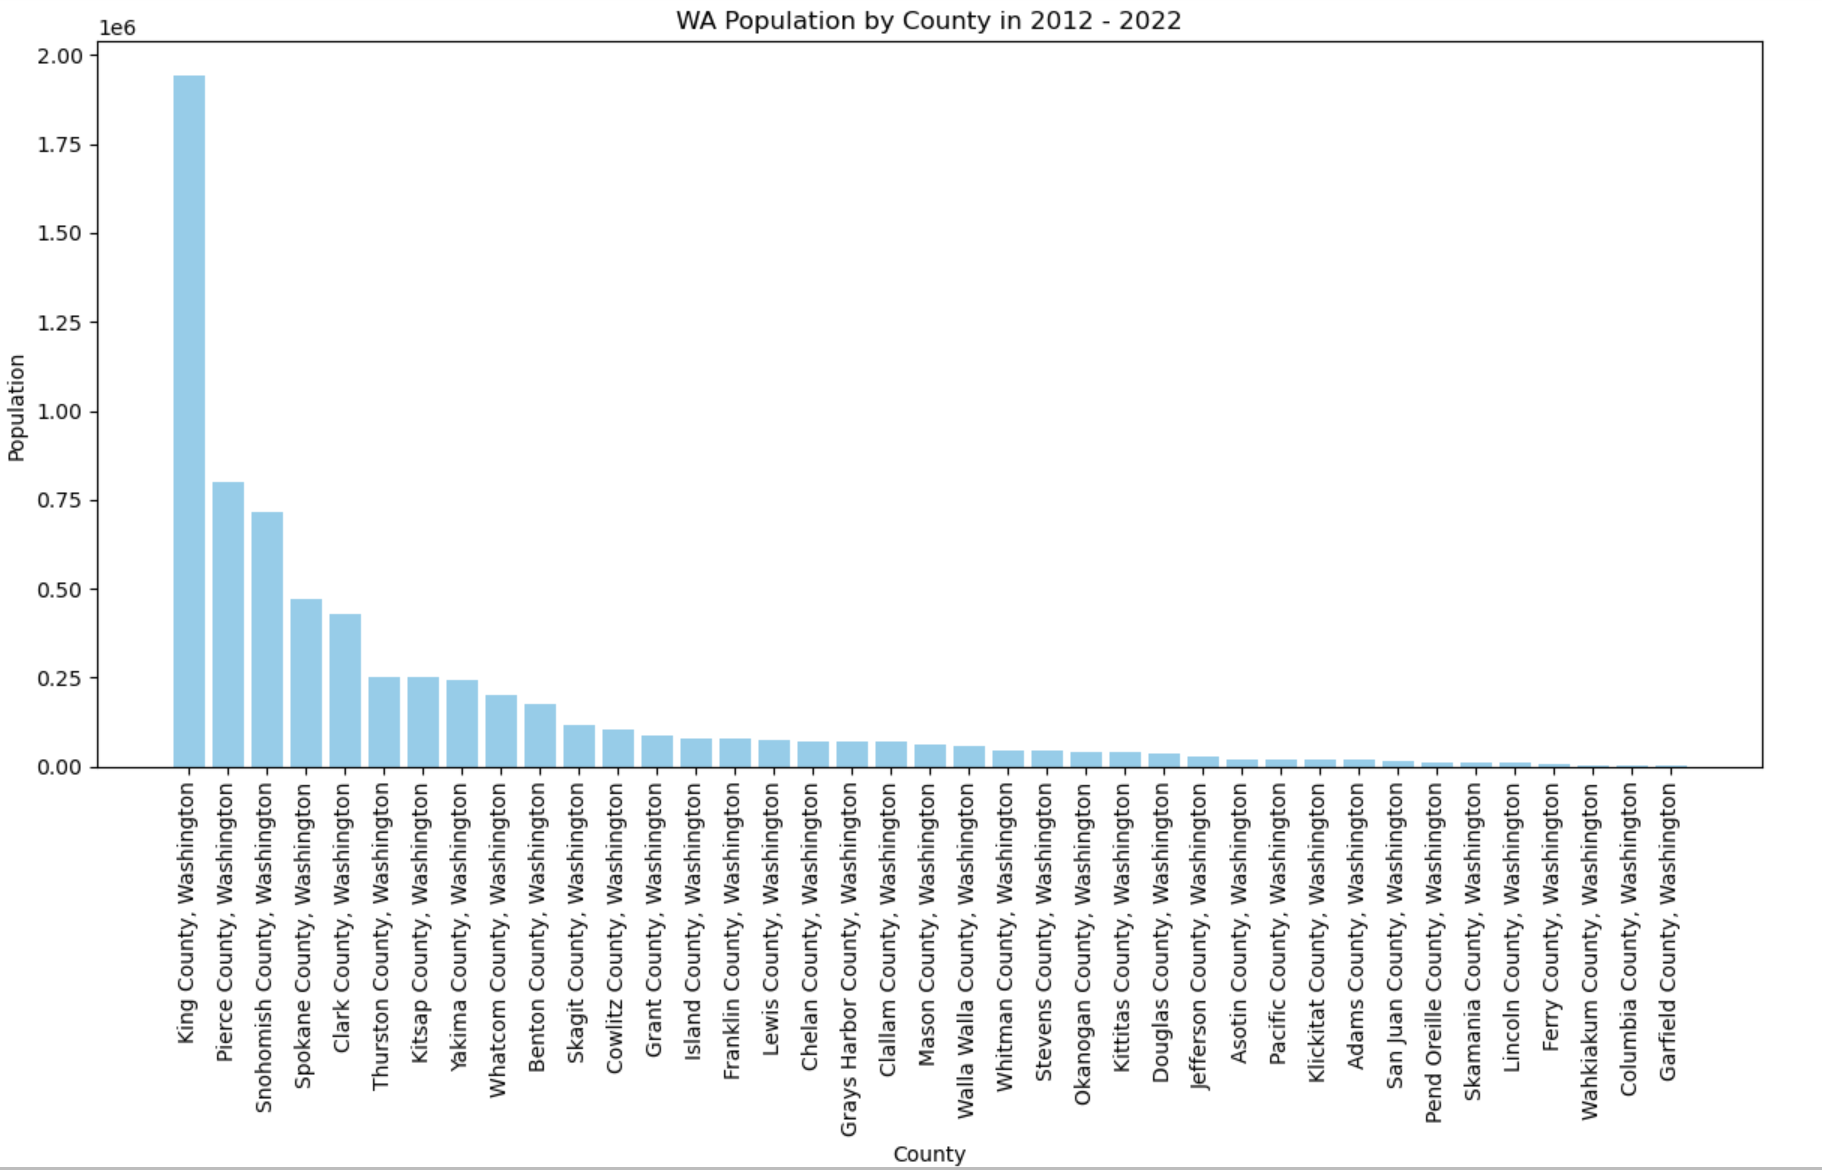 WA Population by County in 2012 - 2022
1e6
2.00
1.75
1.50
1.25
1.00
0.75
0.50
0.25
0.00
Population
King County, Washington
Pierce County, Washington
Snohomish County, Washington
Spokane County, Washington
Clark County, Washington
Thurston County, Washington
Kitsap County, Washington
Yakima County, Washington
Whatcom County, Washington
Benton County, Washington
Skagit County, Washington
Cowlitz County, Washington
Grant County, Washington
Island County, Washington
Franklin County, Washington
Lewis County, Washington
Chelan County, Washington
Grays Harbor County, Washington
Clallam County, Washington
Mason County, Washington
Walla Walla County, Washington
Whitman County, Washington
Stevens County, Washington
Okanogan County, Washington
Kittitas County, Washington
Douglas County, Washington
Jefferson County, Washington
Asotin County, Washington
Pacific County, Washington
Klickitat County, Washington
Adams County, Washington
San Juan County, Washington
Pend Oreille County, Washington
Skamania County, Washington
Lincoln County, Washington
Ferry County, Washington
Wahkiakum County, Washington
Columbia County, Washington
Garfield County, Washington
County